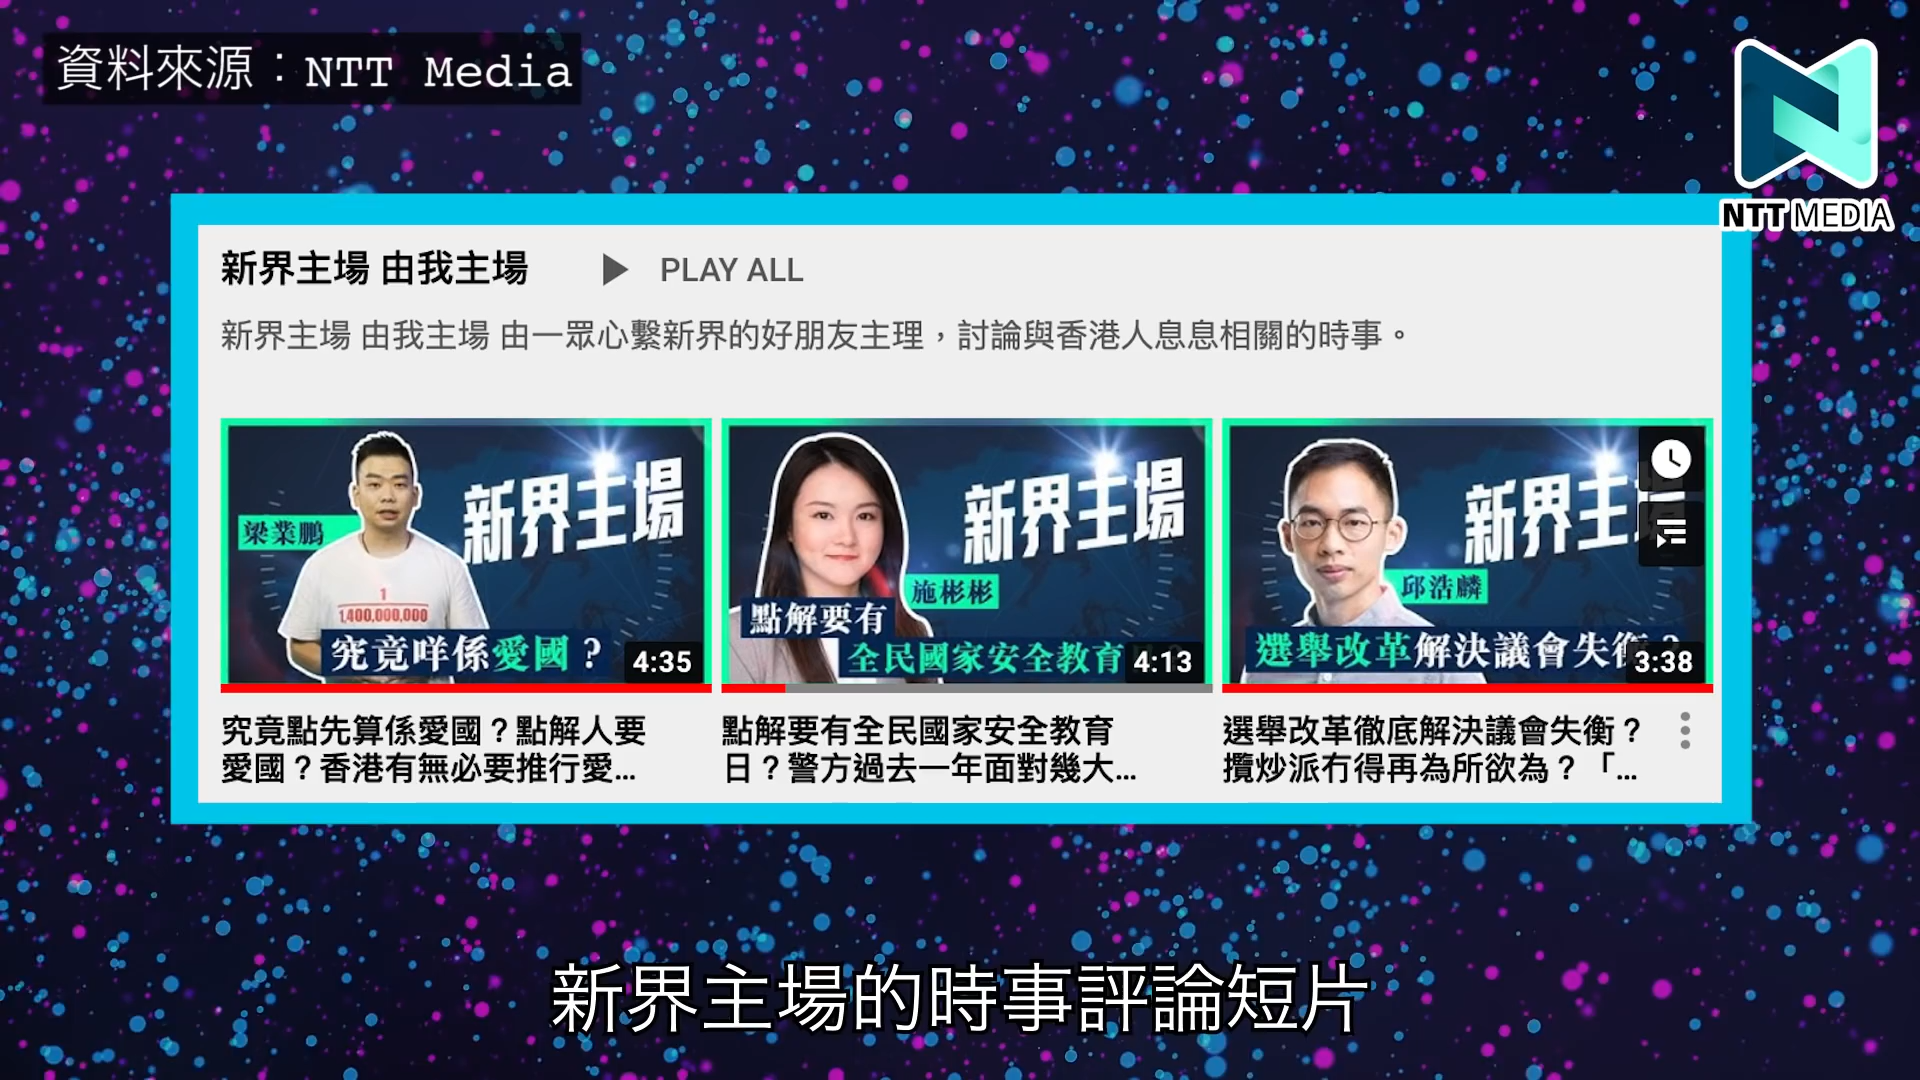 資料來源：NTT Media
NTT MEDIA
新界主場 由我主場
PLAY ALL
新界主場 由我主場 由一眾心繫新界的好朋友主理，討論與香港人息息相關的時事。
新界主場
梁業鵬
1
1,400,000,000
究竟咩係愛國？
4:35
新界主場
施彬彬
點解要有
全民國家安全教育
4:13
新界主場
邱浩麟
選舉改革解決議會失衡？
3:38
究竟點先算係愛國？點解人要
愛國？香港有無必要推行愛...
點解要有全民國家安全教育
日？警方過去一年面對幾大...
選舉改革徹底解決議會失衡？
攬炒派冇得再為所欲為？「...
新界主場的時事評論短片